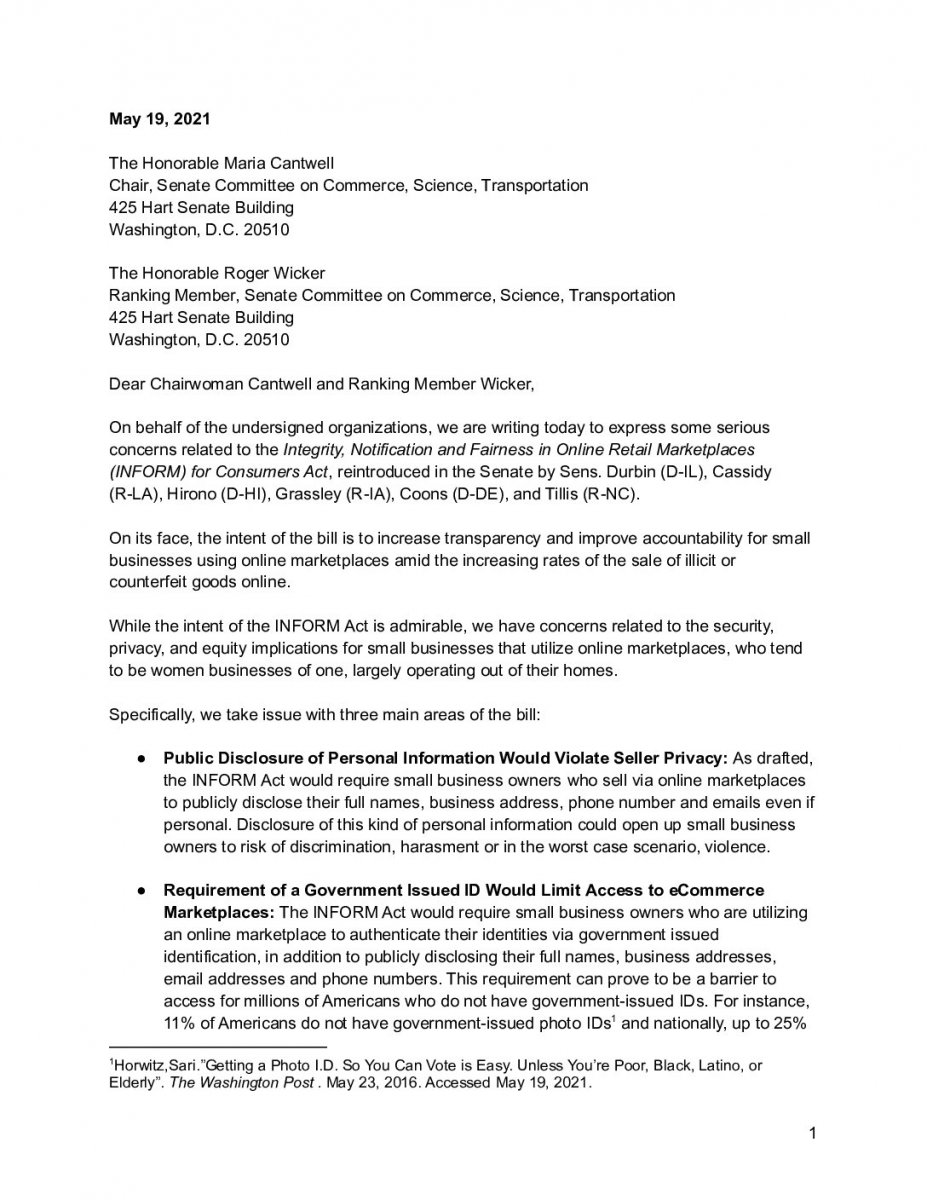 May 19, 2021
The Honorable Maria Cantwell
Chair, Senate Committee on Commerce, Science, Transportation
425 Hart Senate Building
Washington, D.C. 20510
The Honorable Roger Wicker
Ranking Member, Senate Committee on Commerce, Science, Transportation
425 Hart Senate Building
Washington, D.C. 20510
Dear Chairwoman Cantwell and Ranking Member Wicker,
On behalf of the undersigned organizations, we are writing today to express some serious
concerns related to the Integrity, Notification and Fairness in Online Retail Marketplaces
(INFORM) for Consumers Act, reintroduced in the Senate by Sens. Durbin (D-IL), Cassidy
(R-LA), Hirono (D-HI), Grassley (R-IA), Coons (D-DE), and Tillis (R-NC).
On its face, the intent of the bill is to increase transparency and improve accountability for small
businesses using online marketplaces amid the increasing rates of the sale of illicit or
counterfeit goods online.
While the intent of the INFORM Act is admirable, we have concerns related to the security,
privacy, and equity implications for small businesses that utilize online marketplaces, who tend
to be women businesses of one, largely operating out of their homes.
Specifically, we take issue with three main areas of the bill:
● Public Disclosure of Personal Information Would Violate Seller Privacy: As drafted,
the INFORM Act would require small business owners who sell via online marketplaces
to publicly disclose their full names, business address, phone number and emails even if
personal. Disclosure of this kind of personal information could open up small business
owners to risk of discrimination, harasment or in the worst case scenario, violence.
● Requirement of a Government Issued ID Would Limit Access to eCommerce
Marketplaces: The INFORM Act would require small business owners who are utilizing
an online marketplace to authenticate their identities via government issued
identification, in addition to publicly disclosing their full names, business addresses,
email addresses and phone numbers. This requirement can prove to be a barrier to
access for millions of Americans who do not have government-issued IDs. For instance,
11% of Americans do not have government-issued photo IDs¹ and nationally, up to 25%
¹Horwitz,Sari.”Getting a Photo I.D. So You Can Vote is Easy. Unless You’re Poor, Black, Latino, or
Elderly”. The Washington Post . May 23, 2016. Accessed May 19, 2021.
1